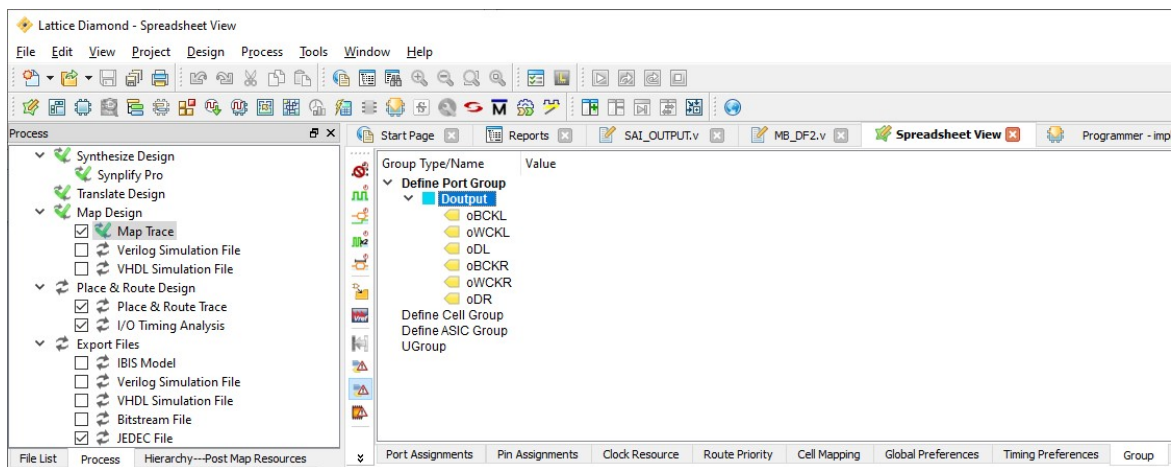 Lattice Diamond - Spreadsheet View
File Edit View Project Design Process Tools Window Help
Process
Start Page Reports SAI_OUTPUT.v MB_DF2.v Spreadsheet View Programmer - imp
Synthesize Design
Synplify Pro
Translate Design
Map Design
Map Trace
Verilog Simulation File
VHDL Simulation File
Place & Route Design
Place & Route Trace
I/O Timing Analysis
Export Files
IBIS Model
Verilog Simulation File
VHDL Simulation File
Bitstream File
JEDEC File
File List Process Hierarchy---Post Map Resources
Group Type/Name Value
Define Port Group
Doutput
oBCKL
oWCKL
oDL
oBCKR
oWCKR
oDR
Define Cell Group
Define ASIC Group
UGroup
Port Assignments Pin Assignments Clock Resource Route Priority Cell Mapping Global Preferences Timing Preferences Group